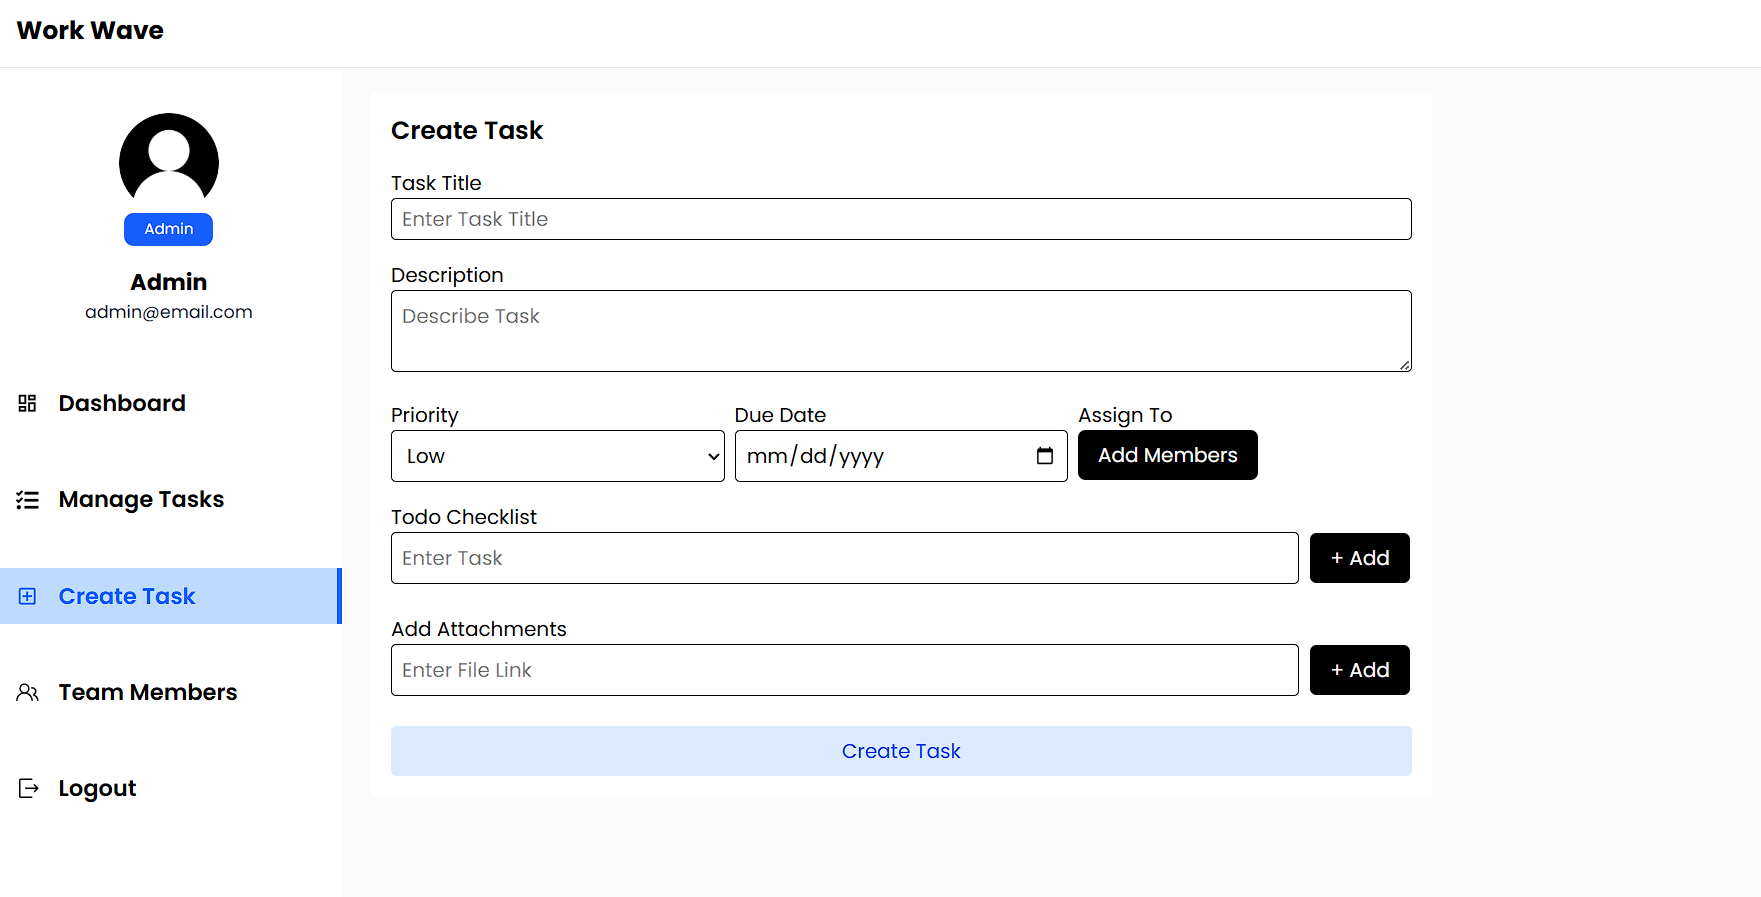 Work Wave
Admin
Admin
admin@email.com
Dashboard
Manage Tasks
Create Task
Team Members
Logout
Create Task
Task Title
Enter Task Title
Description
Describe Task
Priority Due Date Assign To
Low mm/dd/yyyy Add Members
Todo Checklist
Enter Task + Add
Add Attachments
Enter File Link + Add
Create Task